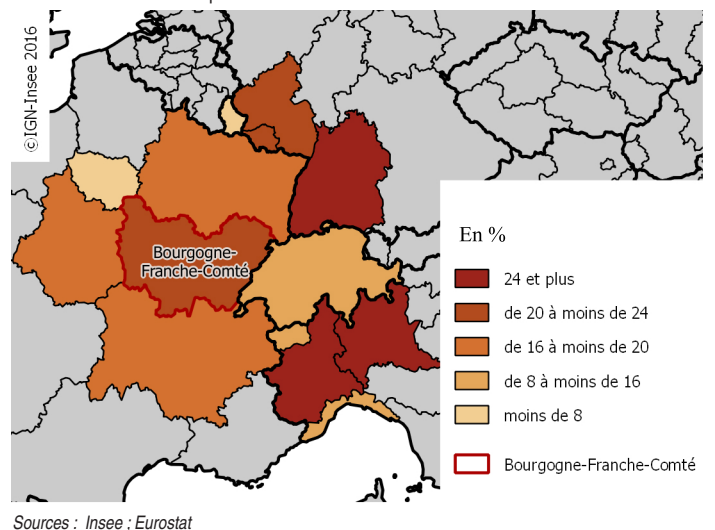 ©IGN-Insee 2016
Bourgogne-
Franche-Comté
En %
24 et plus
de 20 à moins de 24
de 16 à moins de 20
de 8 à moins de 16
moins de 8
Bourgogne-Franche-Comté
Sources : Insee ; Eurostat